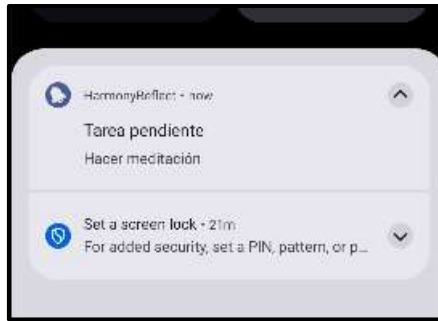 HarmonyReflect • now
Tarea pendiente
Hacer meditación
Set a screen lock • 21m
For added security, set a PIN, pattern, or p...